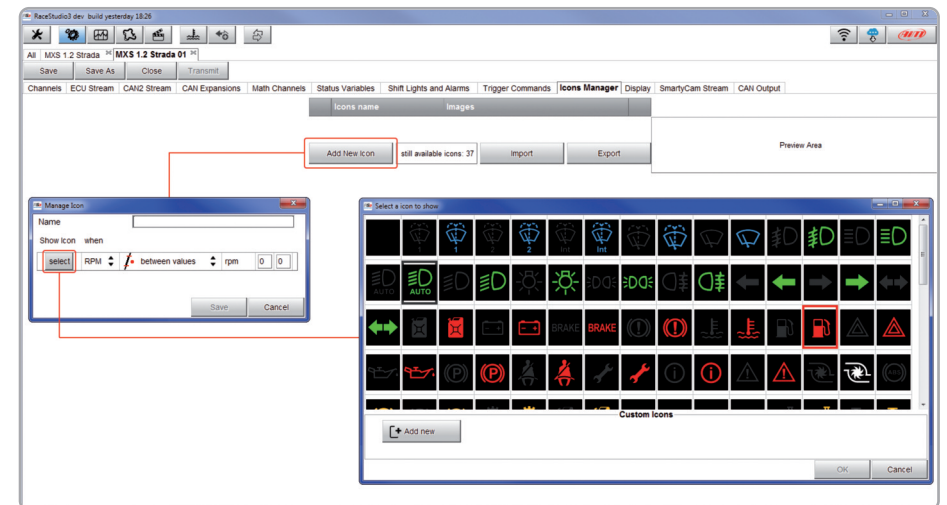 RaceStudio3 dev build yesterday 18:26
All MXS 1.2 Strada MXS 1.2 Strada 01
Save Save As Close Transmit
Channels ECU Stream CAN2 Stream CAN Expansions Math Channels Status Variables Shift Lights and Alarms Trigger Commands Icons Manager Display SmartyCam Stream CAN Output
Icons name Images
Add New Icon still available icons: 37 Import Export Preview Area
Manage Icon
Name
Show Icon when
select RPM between values rpm 0 0
Save Cancel
Select a icon to show
1 2 Int Int
AUTO AUTO
BRAKE BRAKE
(P) (P) ABS
Custom Icons
Add new
OK Cancel